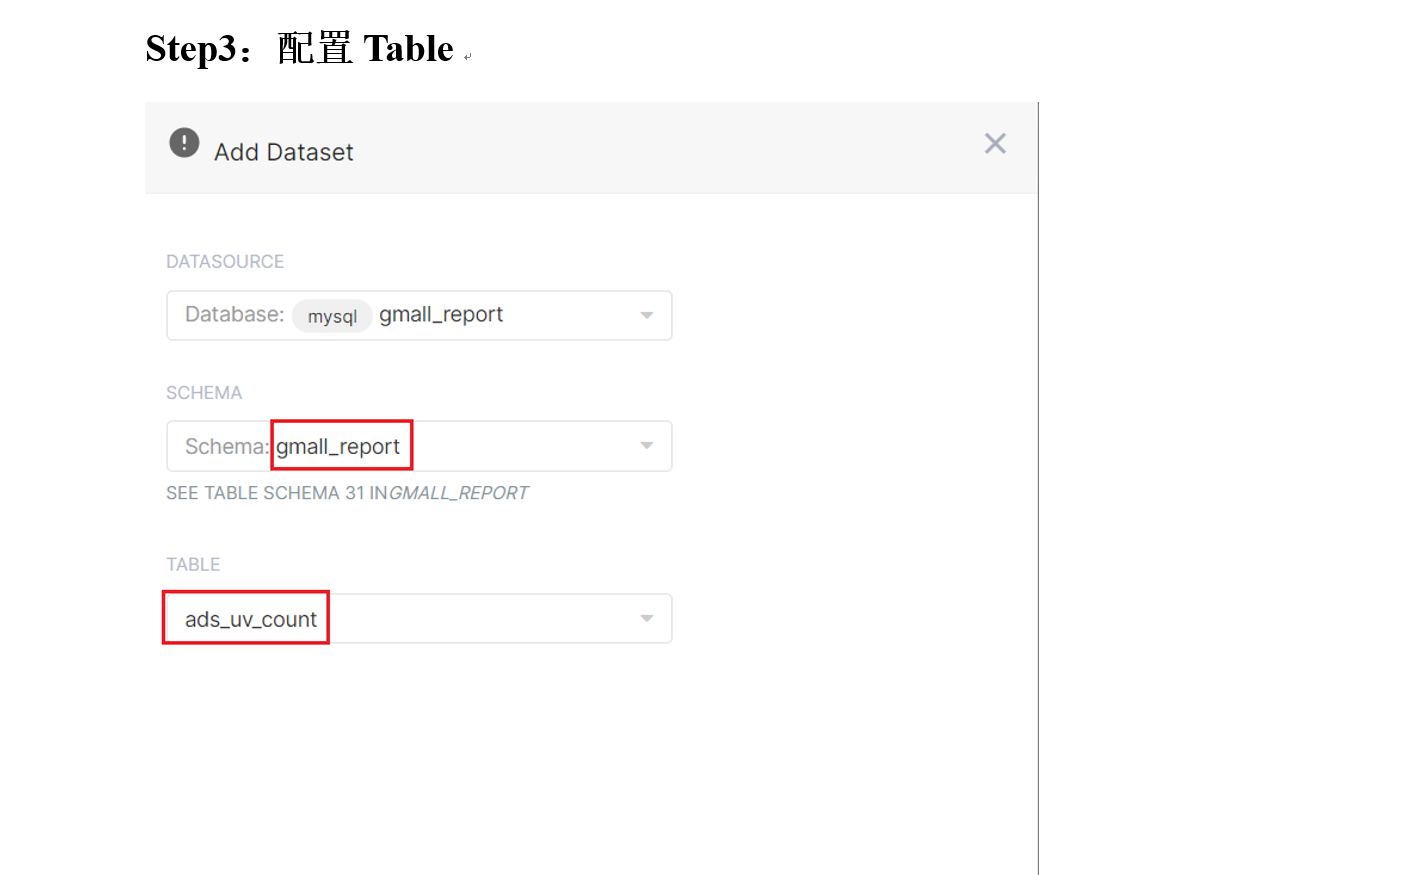 Step3：配置 Table
Add Dataset
DATASOURCE
Database: mysql gmall_report
SCHEMA
Schema: gmall_report
SEE TABLE SCHEMA 31 IN GMALL_REPORT
TABLE
ads_uv_count